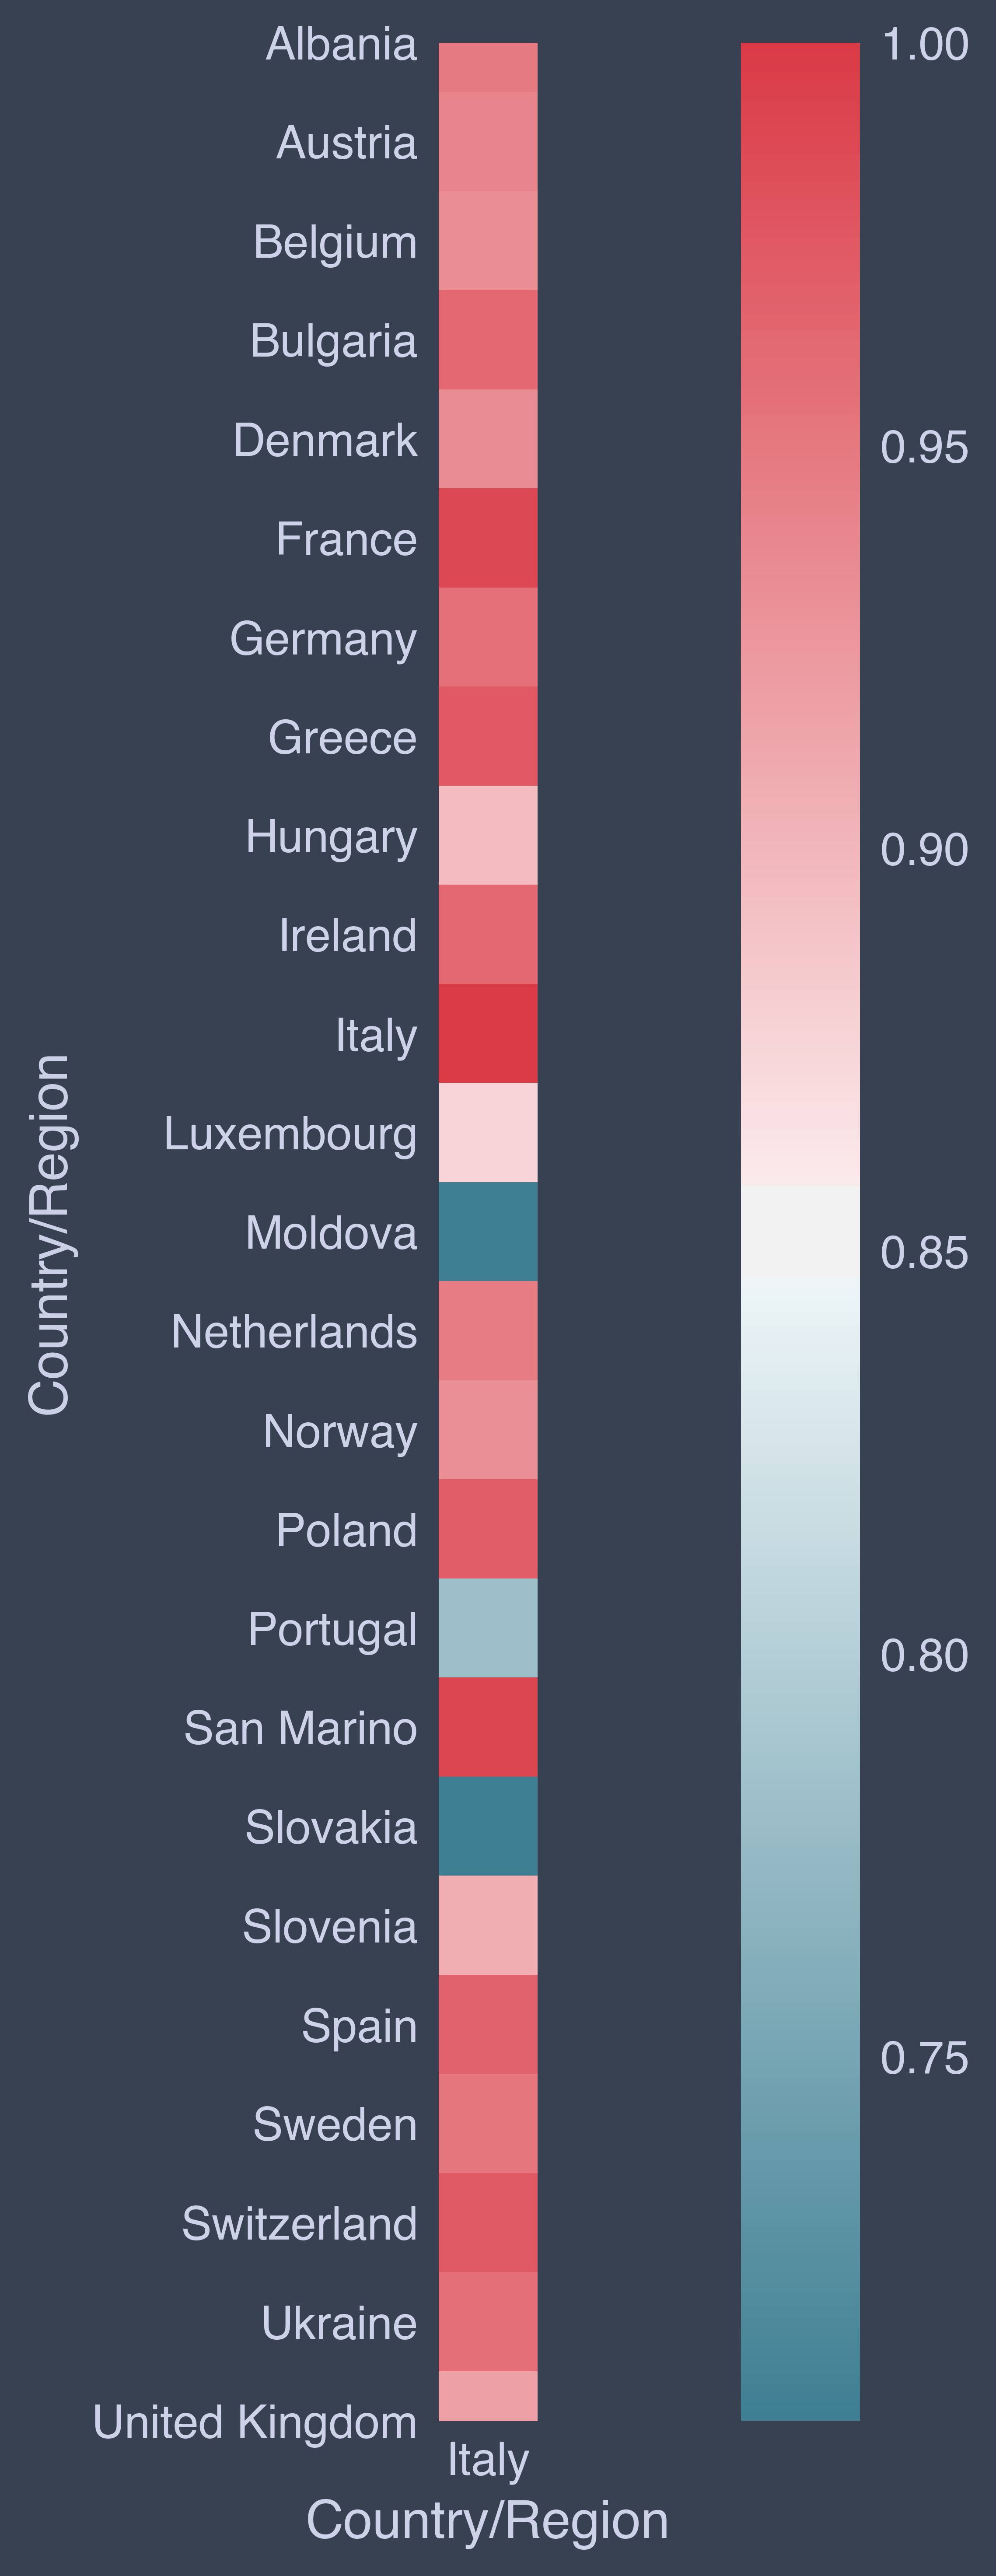 Albania
Austria
Belgium
Bulgaria
Denmark
France
Germany
Greece
Hungary
Ireland
Italy
Luxembourg
Moldova
Netherlands
Norway
Poland
Portugal
San Marino
Slovakia
Slovenia
Spain
Sweden
Switzerland
Ukraine
United Kingdom
Country/Region
Italy
Country/Region
1.00
0.95
0.90
0.85
0.80
0.75